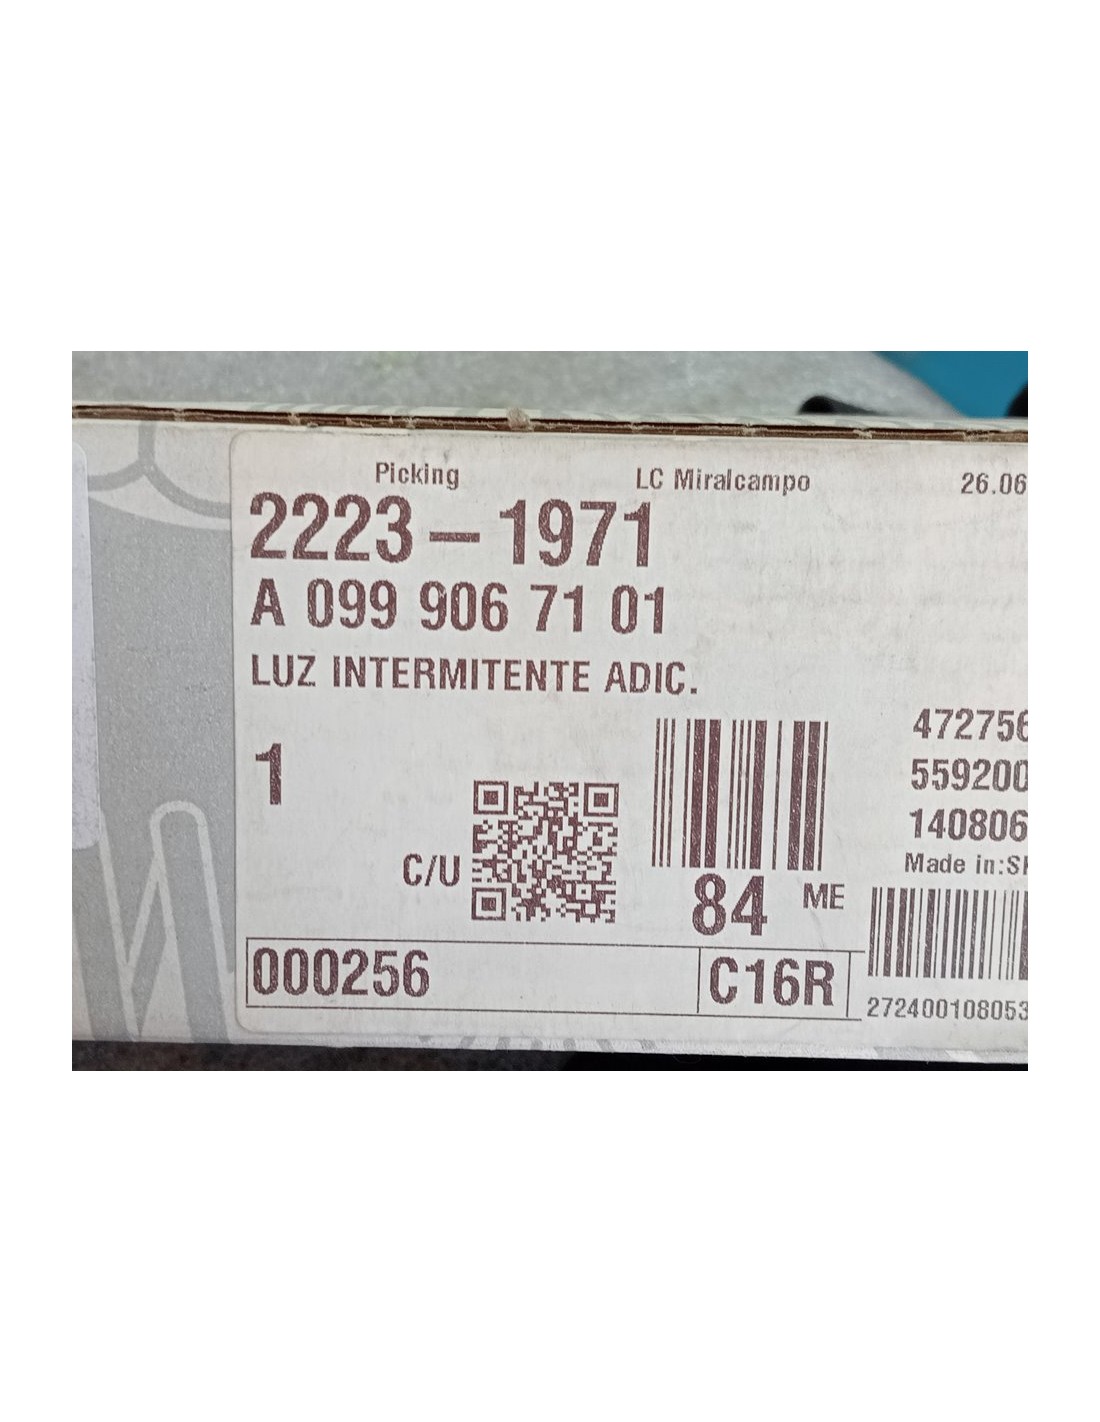 Picking LC Miralcampo 26.06
2223-1971
A 099 906 71 01
LUZ INTERMITENTE ADIC.
1
C/U
84 ME
472756
559200
140806
Made in:SK
272400108053
000256 C16R